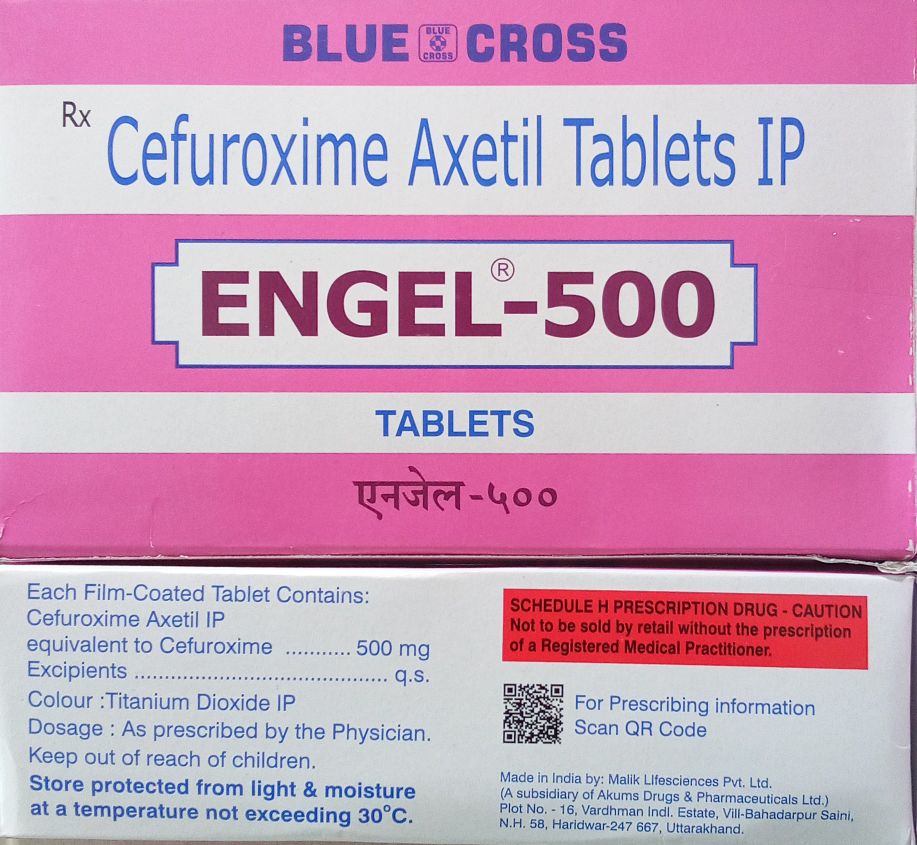 BLUE BLUE CROSS CROSS
Rx
Cefuroxime Axetil Tablets IP
ENGEL®-500
TABLETS
एनजेल-५००
Each Film-Coated Tablet Contains:
Cefuroxime Axetil IP
equivalent to Cefuroxime ........... 500 mg
Excipients .......................................... q.s.
Colour :Titanium Dioxide IP
Dosage : As prescribed by the Physician.
Keep out of reach of children.
Store protected from light & moisture
at a temperature not exceeding 30°C.
SCHEDULE H PRESCRIPTION DRUG - CAUTION
Not to be sold by retail without the prescription
of a Registered Medical Practitioner.
For Prescribing information
Scan QR Code
Made in India by: Malik LIfesciences Pvt. Ltd.
(A subsidiary of Akums Drugs & Pharmaceuticals Ltd.)
Plot No. - 16, Vardhman Indl. Estate, Vill-Bahadarpur Saini,
N.H. 58, Haridwar-247 667, Uttarakhand.